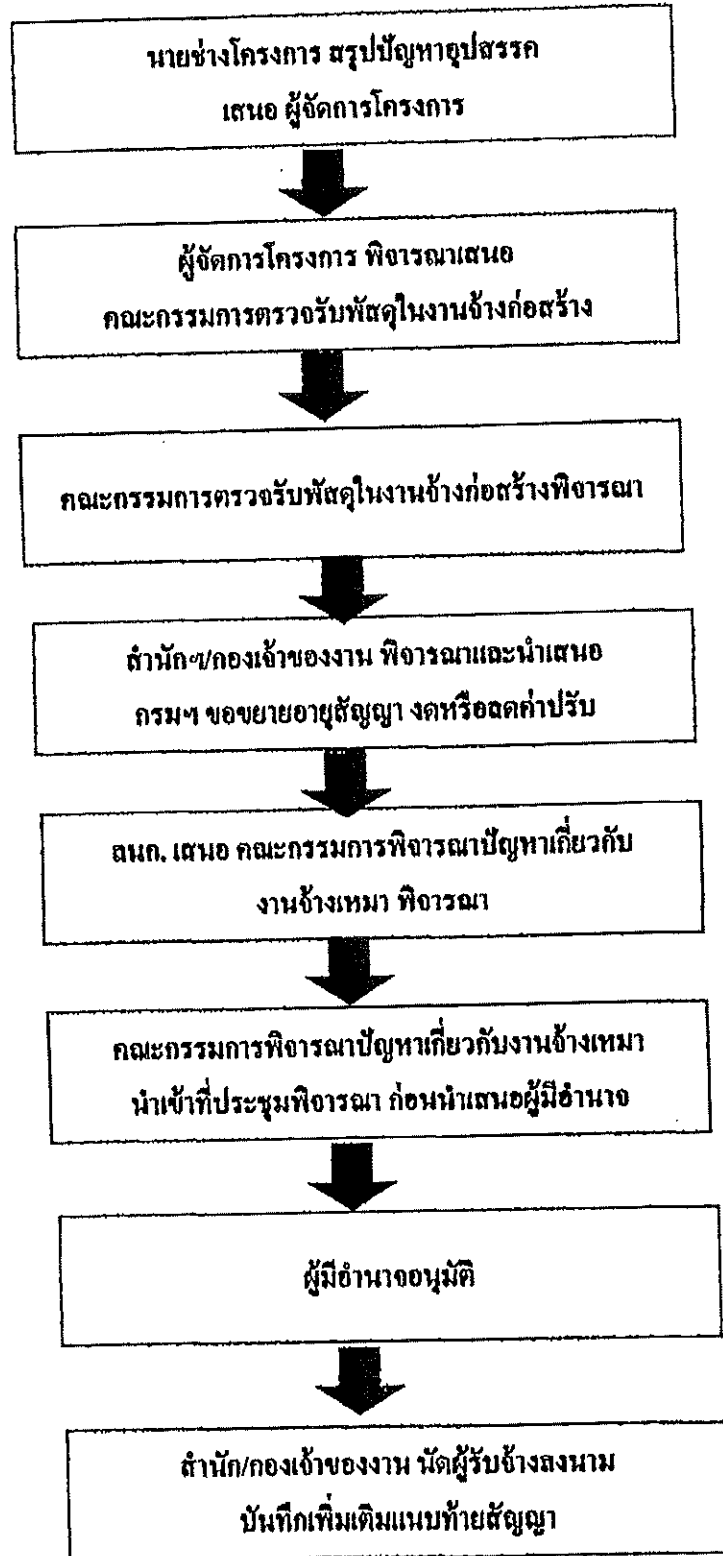 นายช่างโครงการ สรุปปัญหาอุปสรรค
เสนอ ผู้จัดการโครงการ
ผู้จัดการโครงการ พิจารณาเสนอ
คณะกรรมการตรวจรับพัสดุในงานจ้างก่อสร้าง
คณะกรรมการตรวจรับพัสดุในงานจ้างก่อสร้างพิจารณา
สำนักฯ/กองเจ้าของงาน พิจารณาและนำเสนอ
กรมฯ ขอขยายอายุสัญญา งดหรือลดค่าปรับ
ลนก. เสนอ คณะกรรมการพิจารณาปัญหาเกี่ยวกับ
งานจ้างเหมา พิจารณา
คณะกรรมการพิจารณาปัญหาเกี่ยวกับงานจ้างเหมา
นำเข้าที่ประชุมพิจารณา ก่อนนำเสนอผู้มีอำนาจ
ผู้มีอำนาจอนุมัติ
สำนัก/กองเจ้าของงาน นัดผู้รับจ้างลงนาม
บันทึกเพิ่มเติมแนบท้ายสัญญา